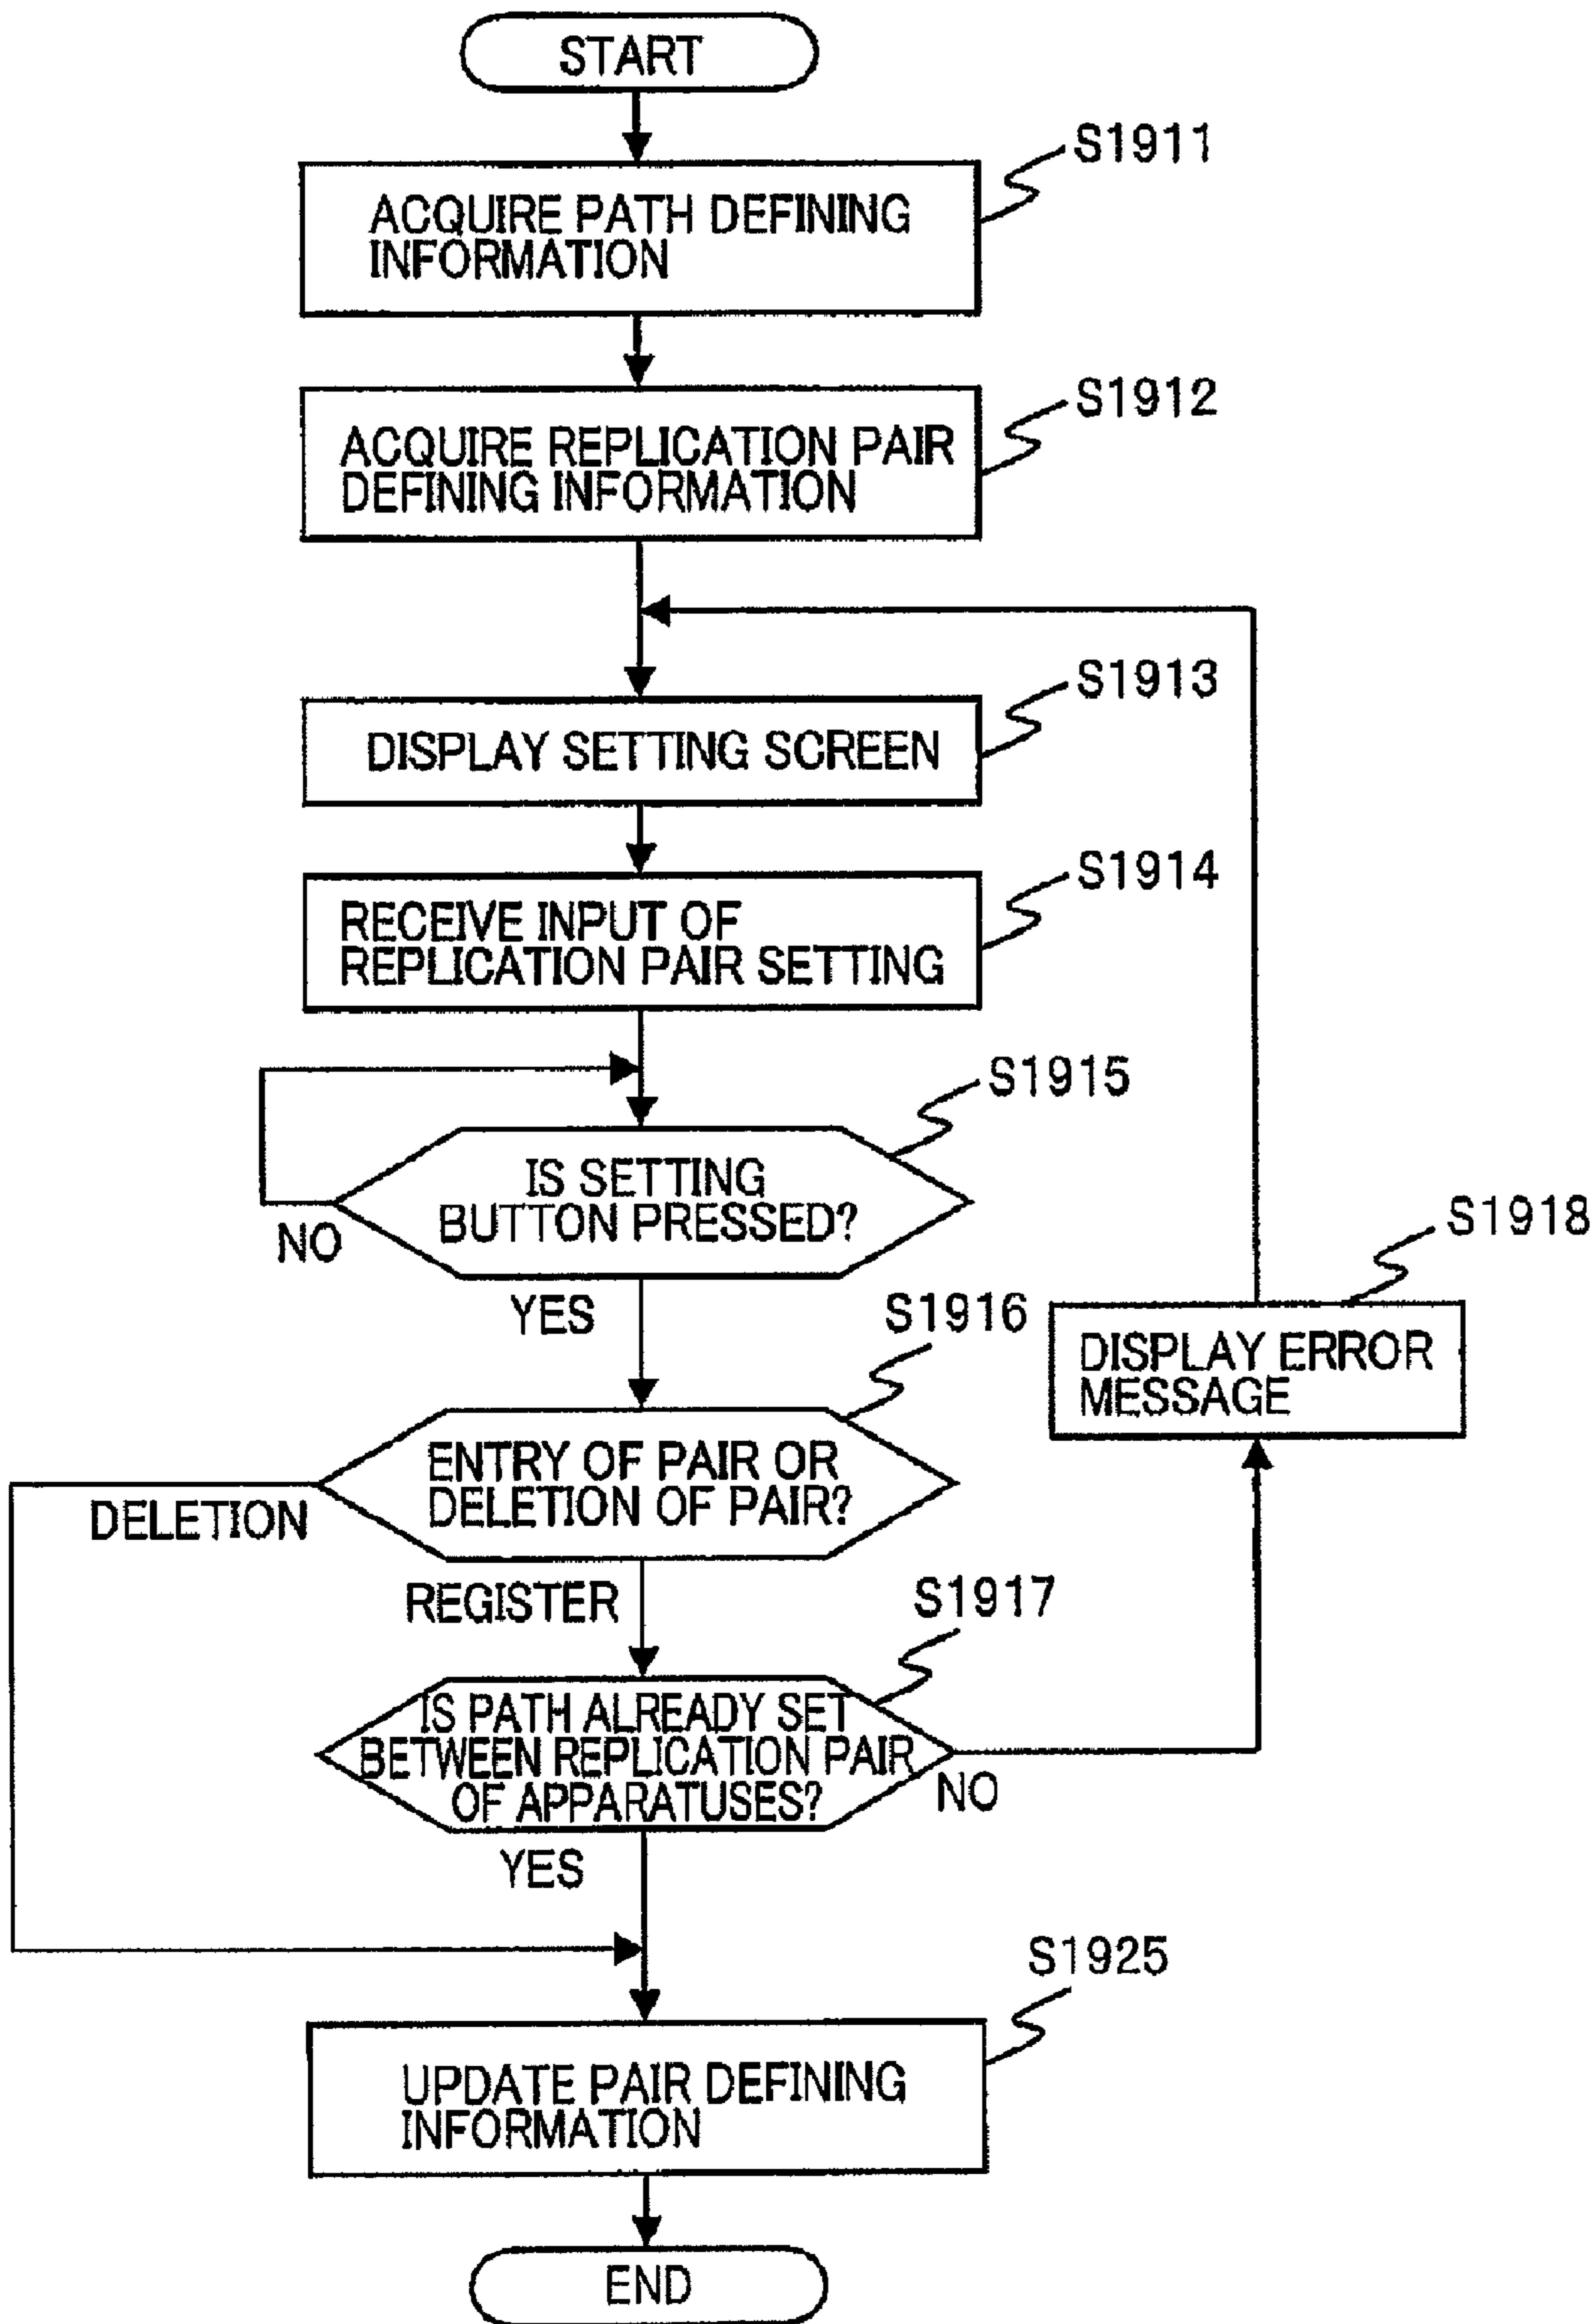 START
S1911
ACQUIRE PATH DEFINING
INFORMATION
S1912
ACQUIRE REPLICATION PAIR
DEFINING INFORMATION
S1913
DISPLAY SETTING SCREEN
S1914
RECEIVE INPUT OF
REPLICATION PAIR SETTING
S1915
IS SETTING
BUTTON PRESSED?
NO
YES
S1918
DISPLAY ERROR
MESSAGE
S1916
ENTRY OF PAIR OR
DELETION OF PAIR?
DELETION
REGISTER
S1917
IS PATH ALREADY SET
BETWEEN REPLICATION PAIR
OF APPARATUSES?
NO
YES
S1925
UPDATE PAIR DEFINING
INFORMATION
END